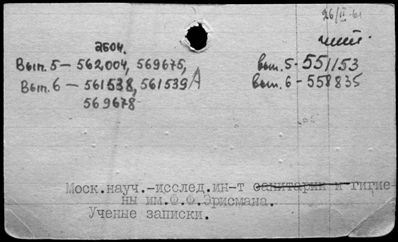 26/II-61
абон.
Вып. 5 — 562004, 569675,
Вып. 6 — 561538, 561539
569678
вып. 5 - 551153
вып. 6 - 558835
Моск.науч.-исслед.ин-т санитарии и гигие-
ны им.Ф.Ф.Эрисмана.
Ученые записки.